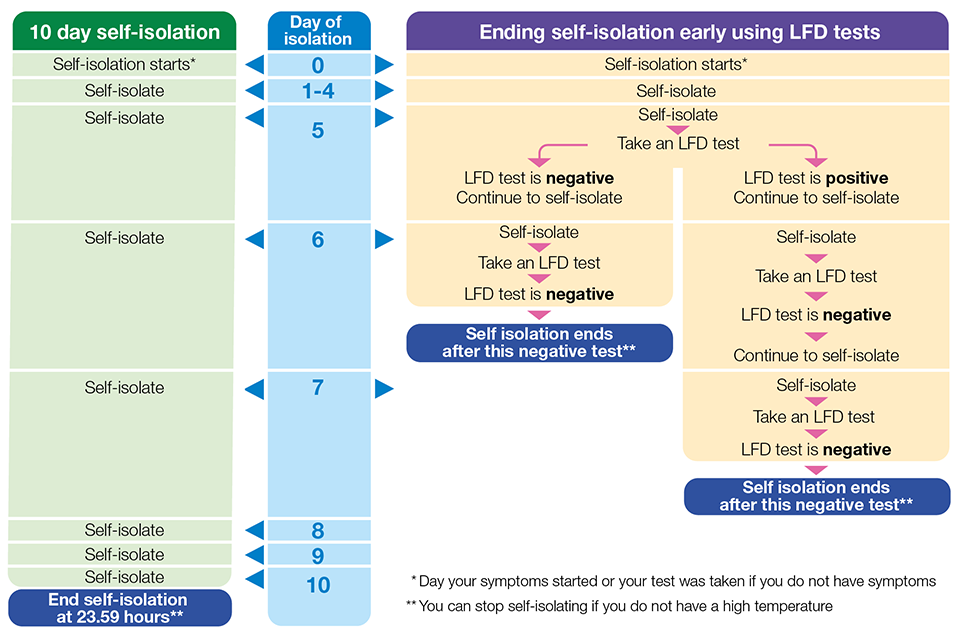 10 day self-isolation
Day of
isolation
Ending self-isolation early using LFD tests
Self-isolation starts*
0
Self-isolation starts*
Self-isolate
1-4
Self-isolate
Self-isolate
5
Self-isolate
Take an LFD test
LFD test is negative
Continue to self-isolate
LFD test is positive
Continue to self-isolate
Self-isolate
6
Self-isolate
Take an LFD test
LFD test is negative
Self isolation ends
after this negative test**
Self-isolate
Take an LFD test
LFD test is negative
Continue to self-isolate
Self-isolate
7
Self-isolate
Take an LFD test
LFD test is negative
Self isolation ends
after this negative test**
Self-isolate
8
Self-isolate
9
Self-isolate
10
End self-isolation
at 23.59 hours**
*Day your symptoms started or your test was taken if you do not have symptoms
**You can stop self-isolating if you do not have a high temperature